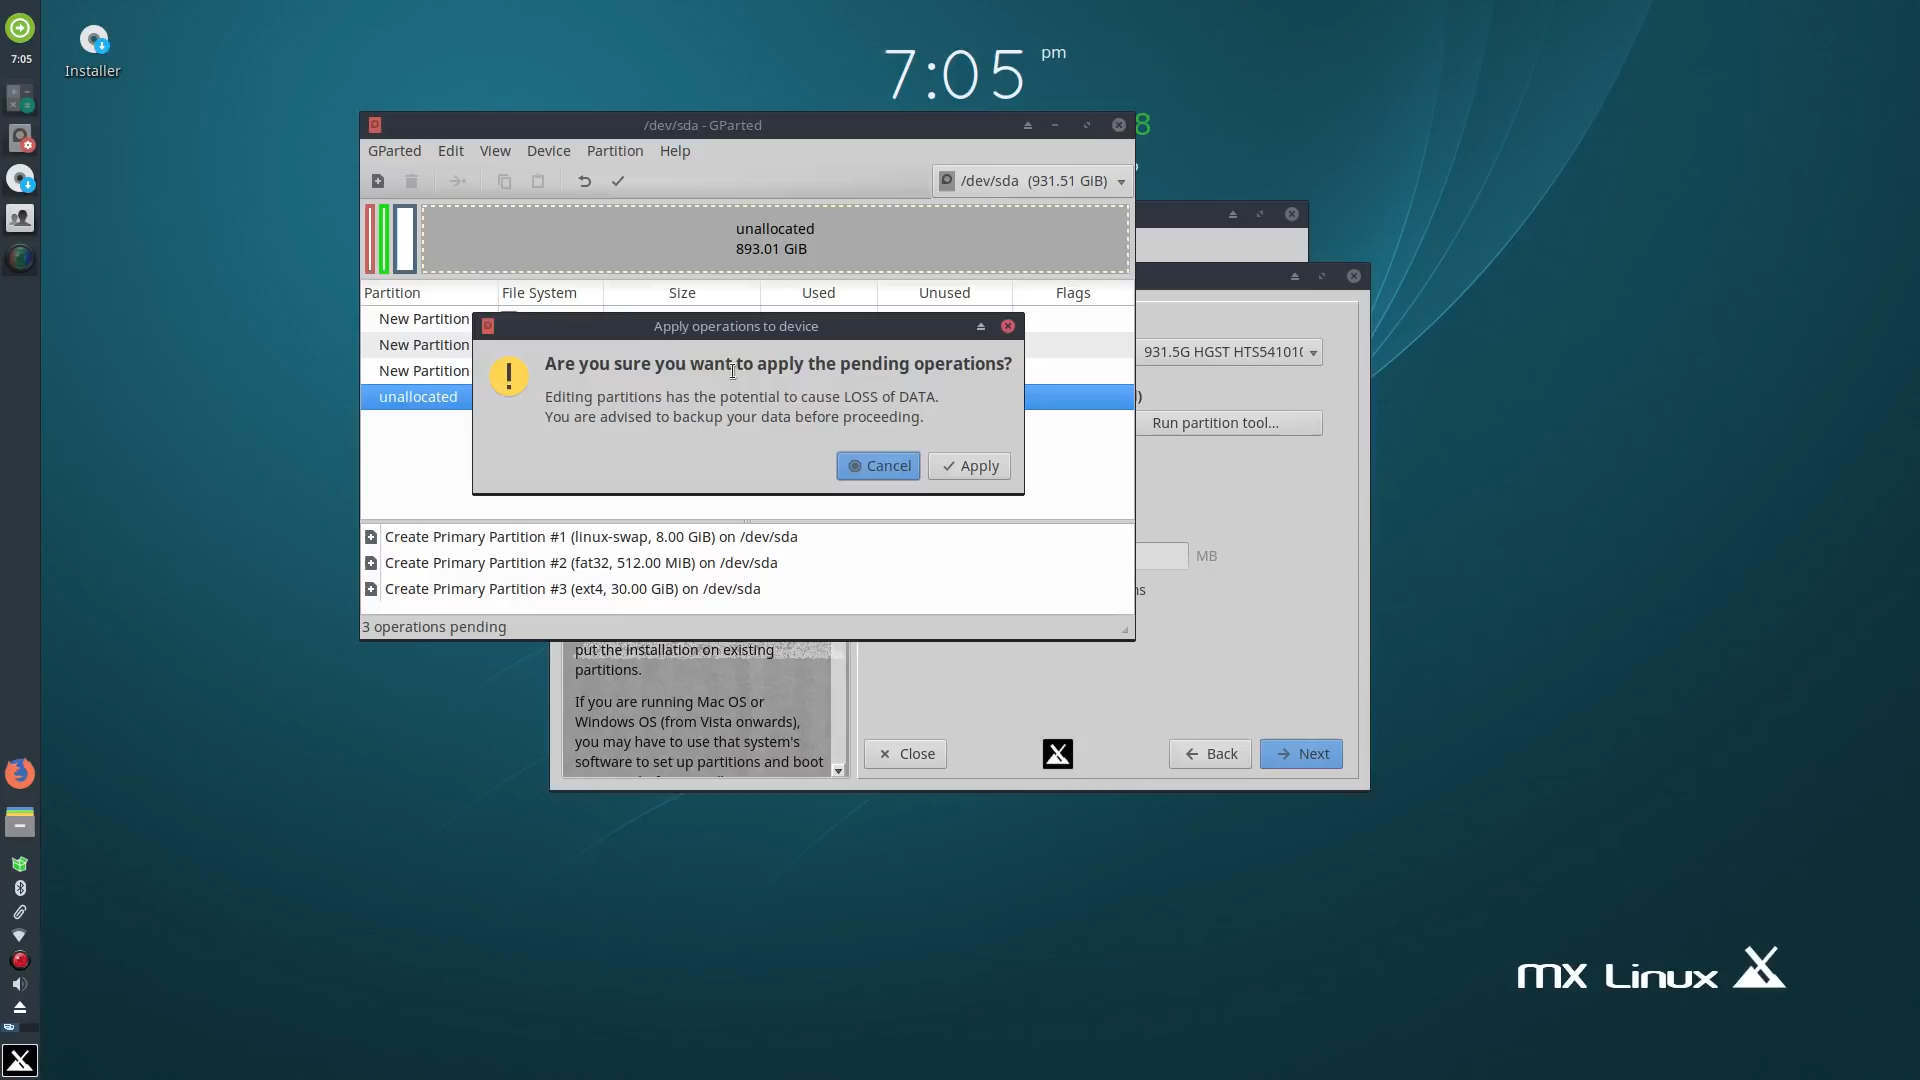 7:05
Installer
7:05 pm
8
/dev/sda - GParted
GParted Edit View Device Partition Help
/dev/sda (931.51 GiB)
unallocated
893.01 GiB
Partition File System Size Used Unused Flags
New Partition
New Partition
New Partition
unallocated
Apply operations to device
Are you sure you want to apply the pending operations?
Editing partitions has the potential to cause LOSS of DATA.
You are advised to backup your data before proceeding.
Cancel Apply
Create Primary Partition #1 (linux-swap, 8.00 GiB) on /dev/sda
Create Primary Partition #2 (fat32, 512.00 MiB) on /dev/sda
Create Primary Partition #3 (ext4, 30.00 GiB) on /dev/sda
3 operations pending
931.5G HGST HTS54101(
)
Run partition tool...
MB
ns
put the installation on existing
partitions.
If you are running Mac OS or
Windows OS (from Vista onwards),
you may have to use that system's
software to set up partitions and boot
Close Back Next
mx Linux